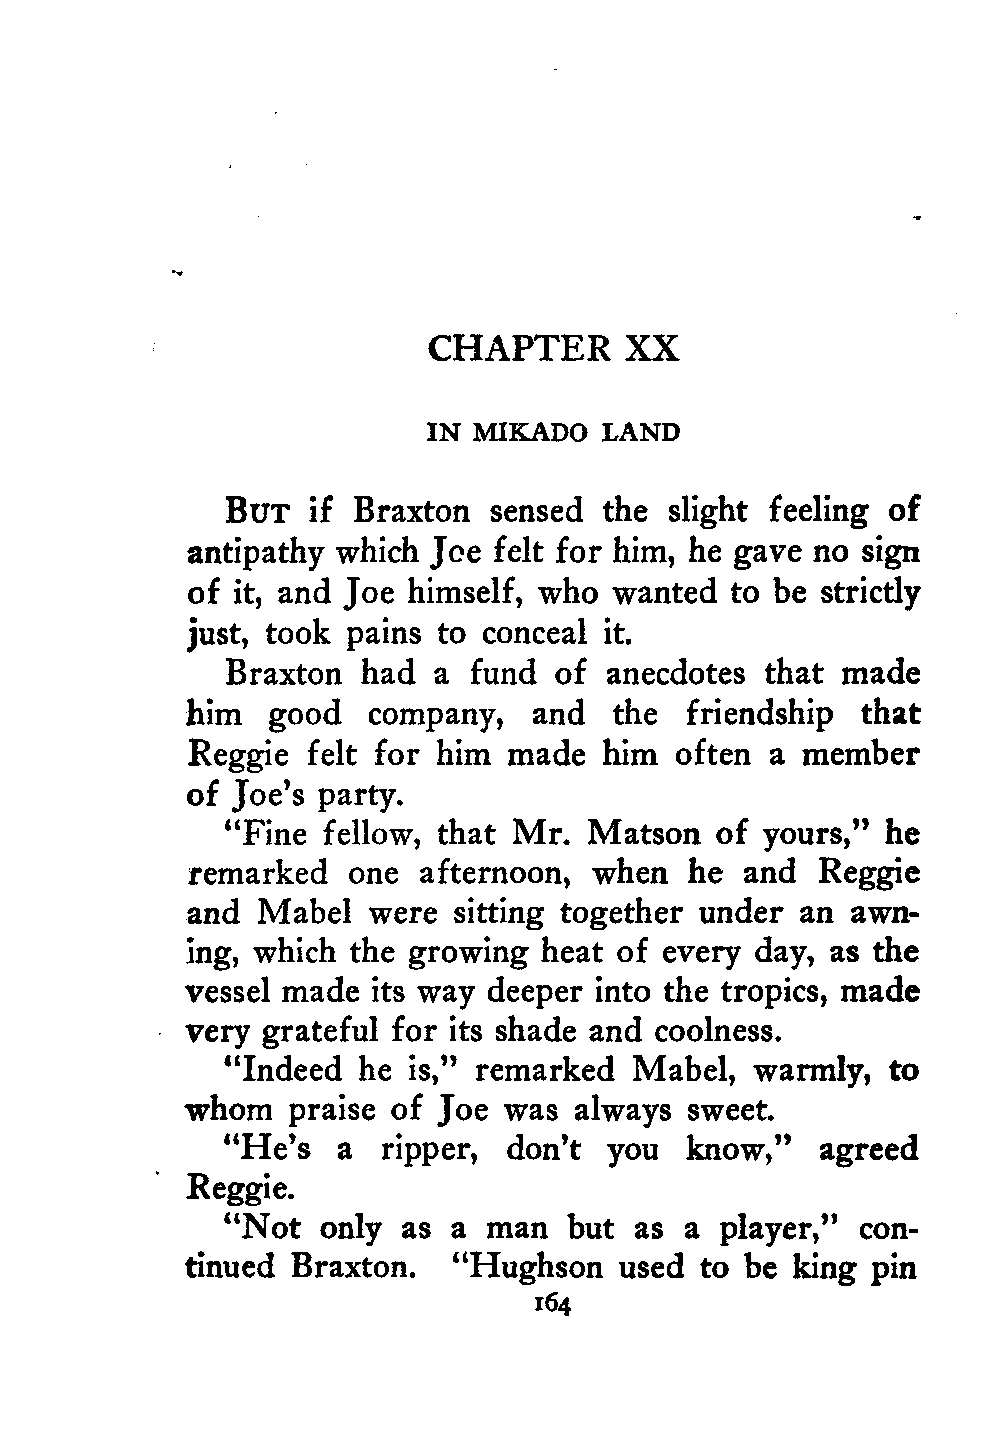 CHAPTER XX
IN MIKADO LAND
But if Braxton sensed the slight feeling of
antipathy which Joe felt for him, he gave no sign
of it, and Joe himself, who wanted to be strictly
just, took pains to conceal it.
Braxton had a fund of anecdotes that made
him good company, and the friendship that
Reggie felt for him made him often a member
of Joe's party.
"Fine fellow, that Mr. Matson of yours," he
remarked one afternoon, when he and Reggie
and Mabel were sitting together under an awn-
ing, which the growing heat of every day, as the
vessel made its way deeper into the tropics, made
very grateful for its shade and coolness.
"Indeed he is," remarked Mabel, warmly, to
whom praise of Joe was always sweet.
"He's a ripper, don't you know," agreed
Reggie.
"Not only as a man but as a player," con-
tinued Braxton. "Hughson used to be king pin
164